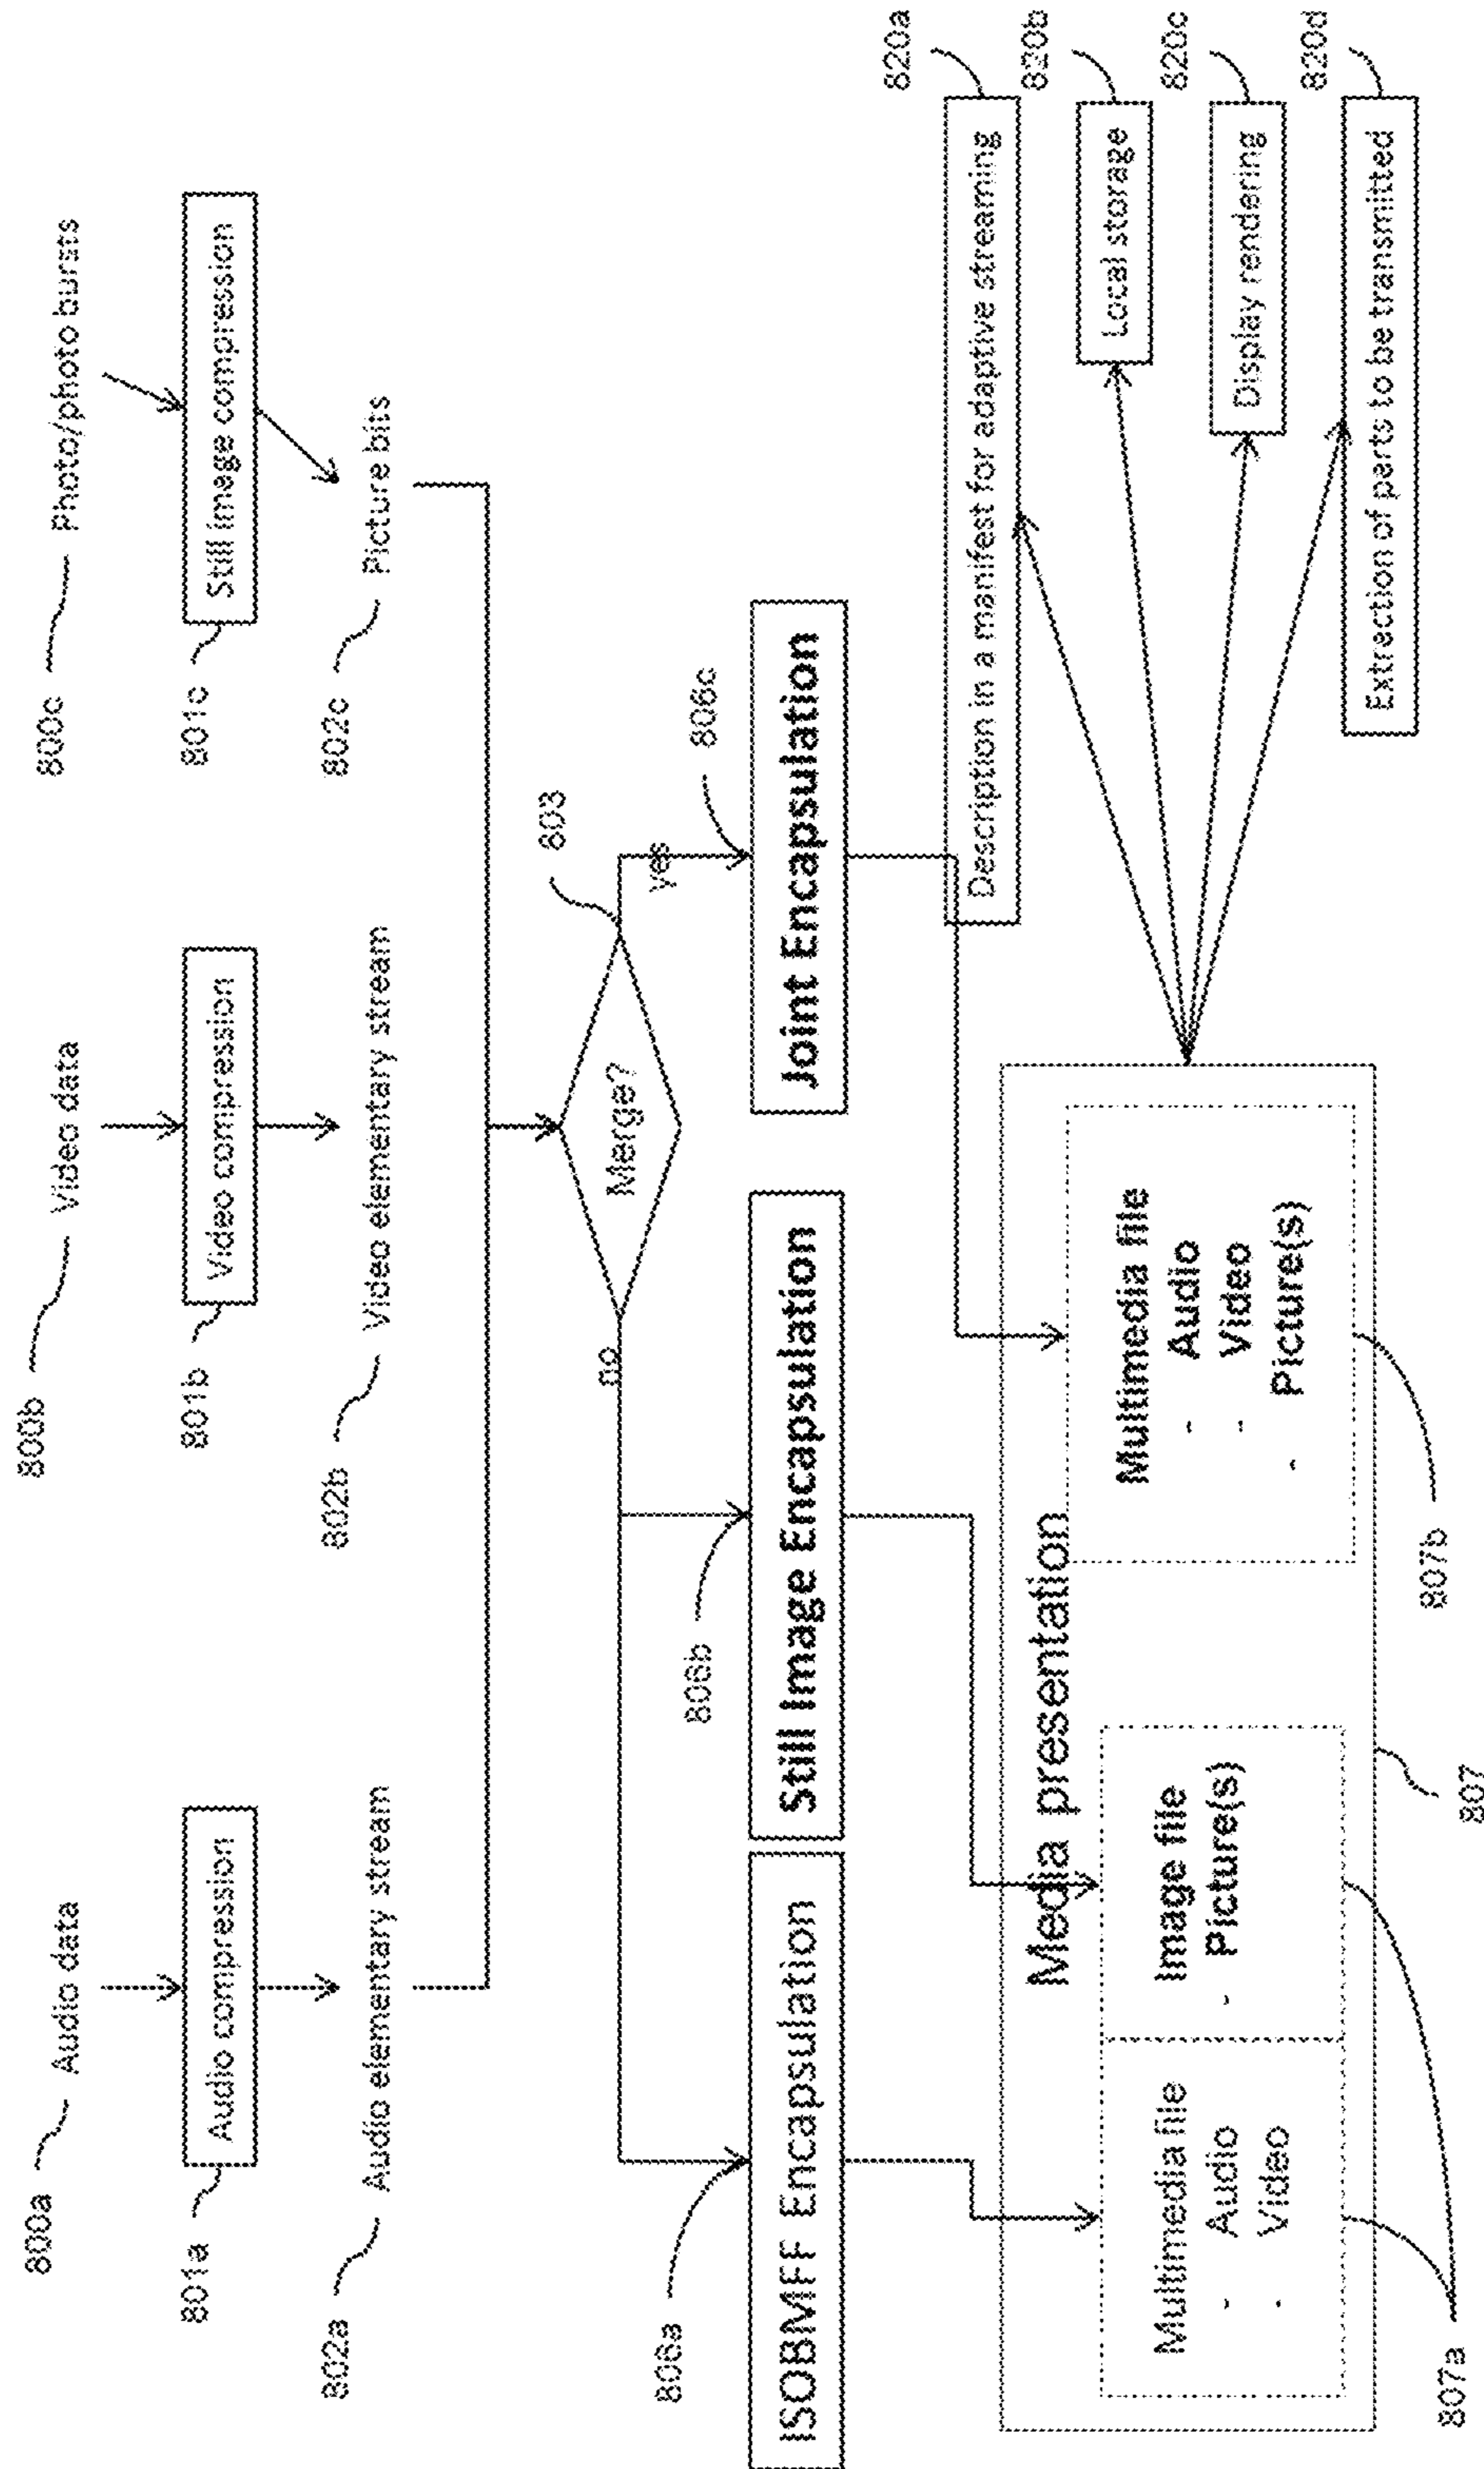 800a
Audio data
800b
Video data
800c
Photo/photo bursts
801a
Audio compression
801b
Video compression
801c
Still image compression
802a
Audio elementary stream
802b
Video elementary stream
802c
Picture bits
803
Merge?
no
yes
806a
806b
806c
ISOBMFF Encapsulation
Still Image Encapsulation
Joint Encapsulation
Media presentation
Multimedia file
- Audio
- Video
Image file
- Picture(s)
Multimedia file
- Audio
- Video
- Picture(s)
807a
807
807b
Description in a manifest for adaptive streaming
820a
Local storage
820b
Display rendering
820c
Extrection of parts to be transmitted
820d